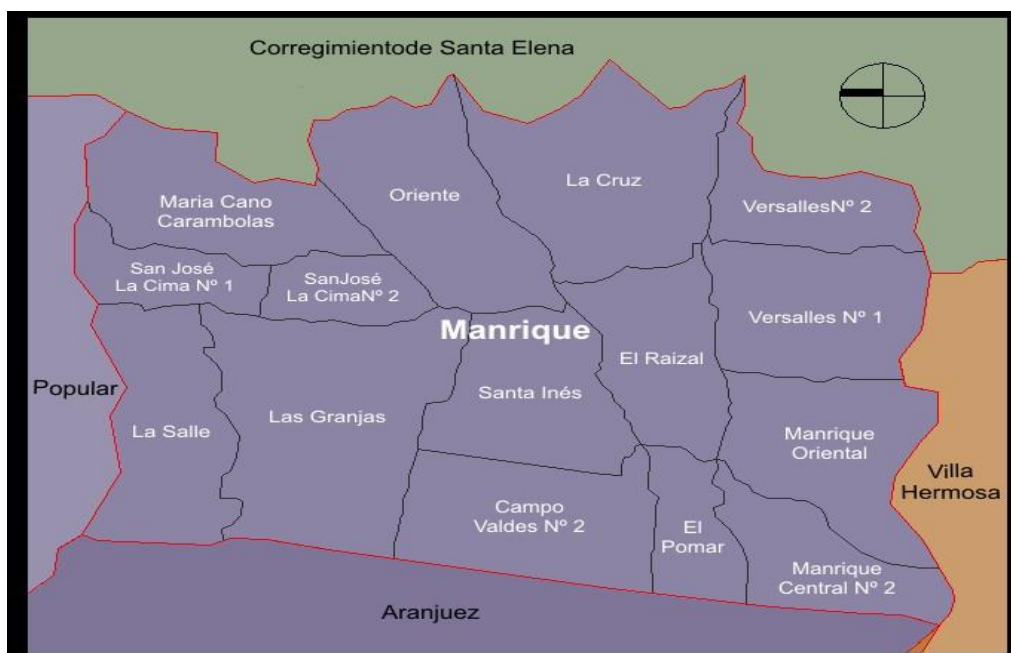 Corregimientode Santa Elena
Maria Cano
Carambolas
Oriente
La Cruz
VersallesNº 2
San José
La Cima Nº 1
SanJosé
La CimaNº 2
Manrique
Versalles Nº 1
El Raizal
Popular
Santa Inés
La Salle
Las Granjas
Manrique
Oriental
Villa
Hermosa
Campo
Valdes Nº 2
El
Pomar
Manrique
Central Nº 2
Aranjuez